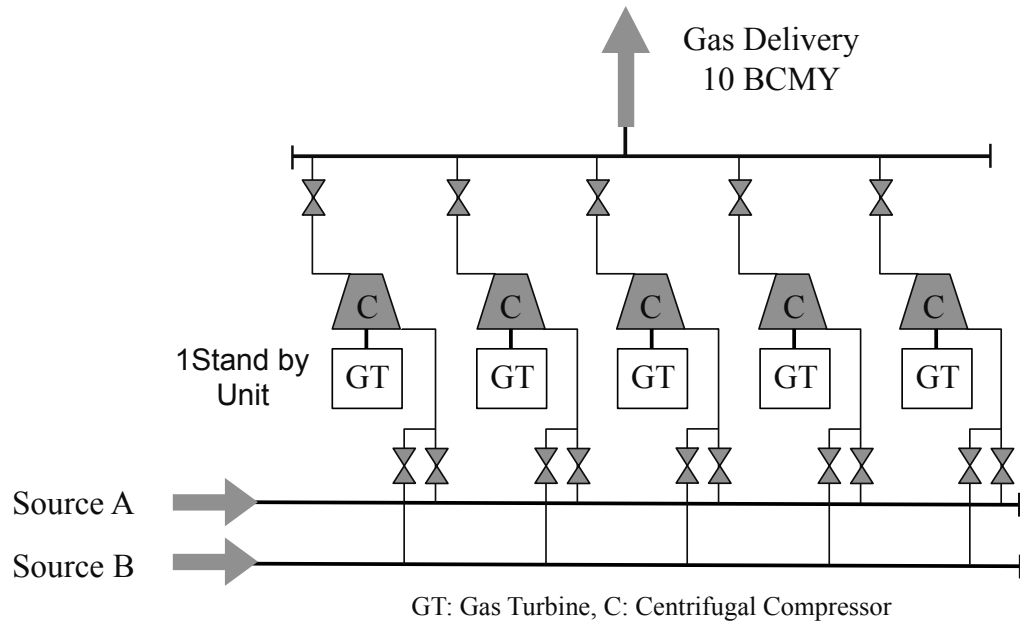 Gas Delivery
10 BCMY
C
C
C
C
C
1Stand by
Unit
GT
GT
GT
GT
GT
Source A
Source B
GT: Gas Turbine, C: Centrifugal Compressor